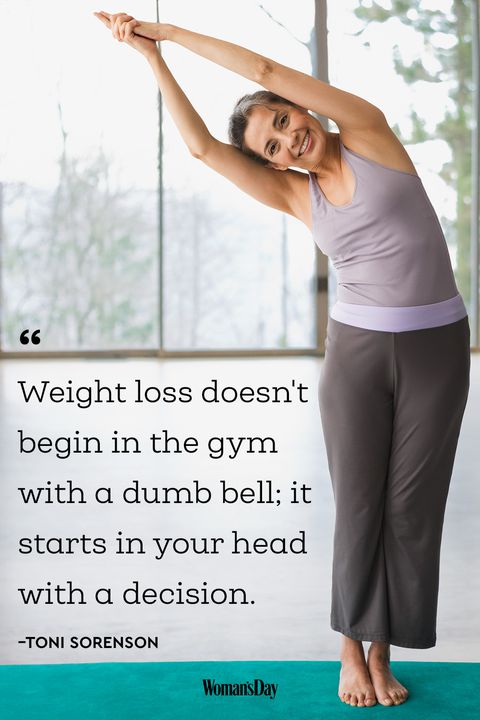 “
Weight loss doesn't
begin in the gym
with a dumb bell; it
starts in your head
with a decision.
–TONI SORENSON
Woman'sDay